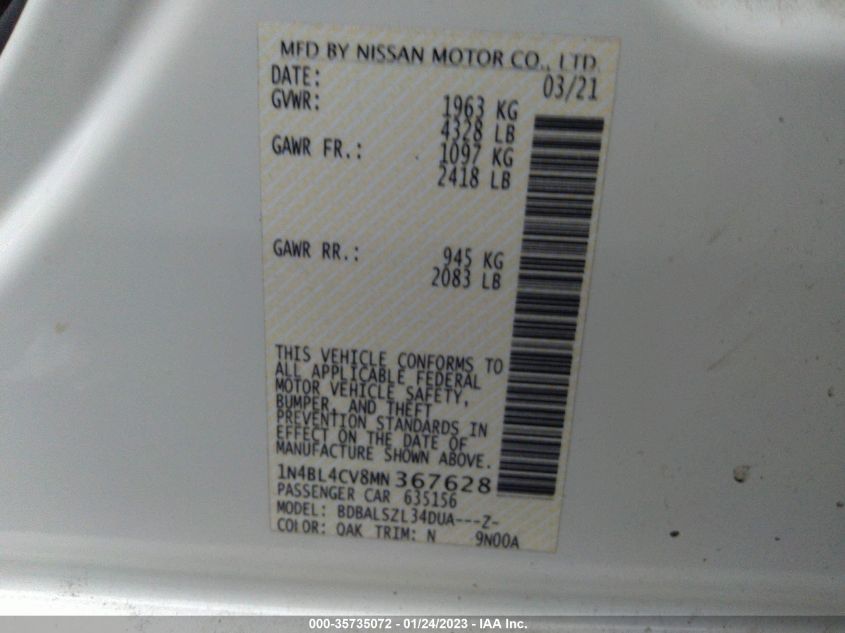 MFD BY NISSAN MOTOR CO., LTD.
DATE: 03/21
GVWR: 1963 KG
4328 LB
GAWR FR.: 1097 KG
2418 LB
GAWR RR.: 945 KG
2083 LB
THIS VEHICLE CONFORMS TO
ALL APPLICABLE FEDERAL
MOTOR VEHICLE SAFETY,
BUMPER, AND THEFT
PREVENTION STANDARDS IN
EFFECT ON THE DATE OF
MANUFACTURE SHOWN ABOVE.
1N4BL4CV8MN367628
PASSENGER CAR 635156
MODEL: BDBALSZL34DUA---Z-
COLOR: QAK TRIM: N 9N00A
000-35735072 - 01/24/2023 - IAA Inc.